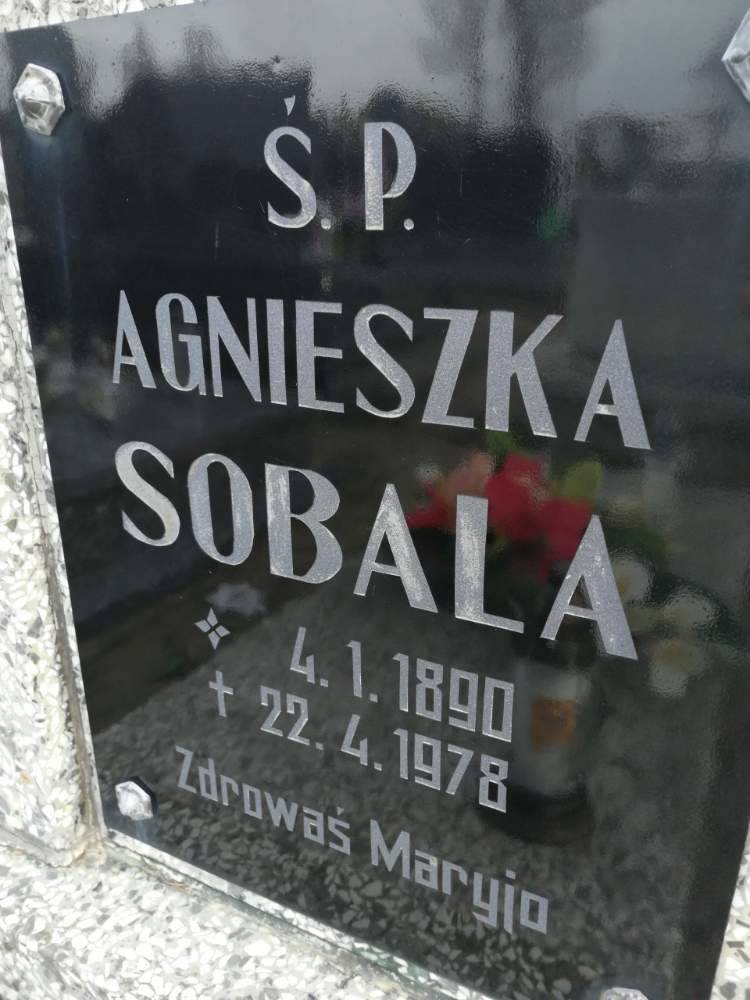 Ś. P.
AGNIESZKA
SOBALA
4. 1. 1890
✝ 22. 4. 1978
Zdrowaś Maryjo